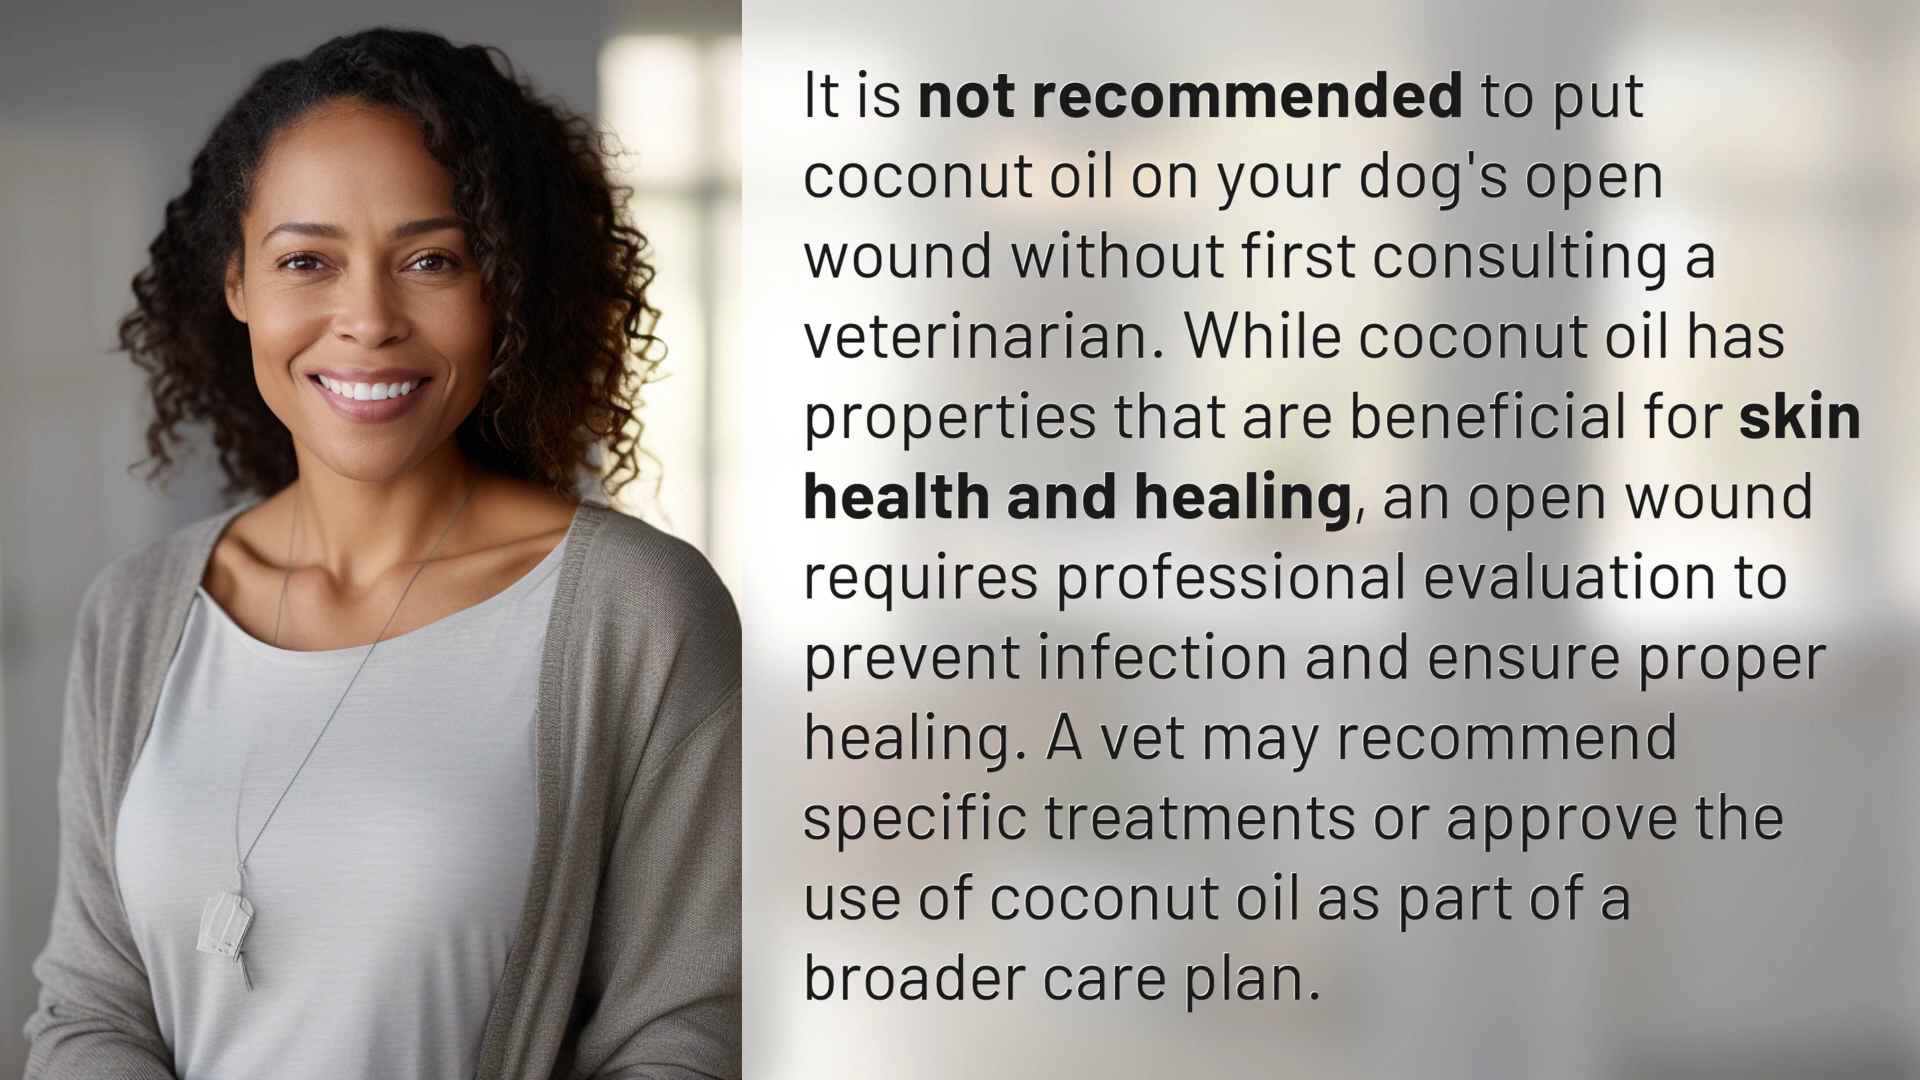 It is not recommended to put
coconut oil on your dog's open
wound without first consulting a
veterinarian. While coconut oil has
properties that are beneficial for skin
health and healing, an open wound
requires professional evaluation to
prevent infection and ensure proper
healing. A vet may recommend
specific treatments or approve the
use of coconut oil as part of a
broader care plan.